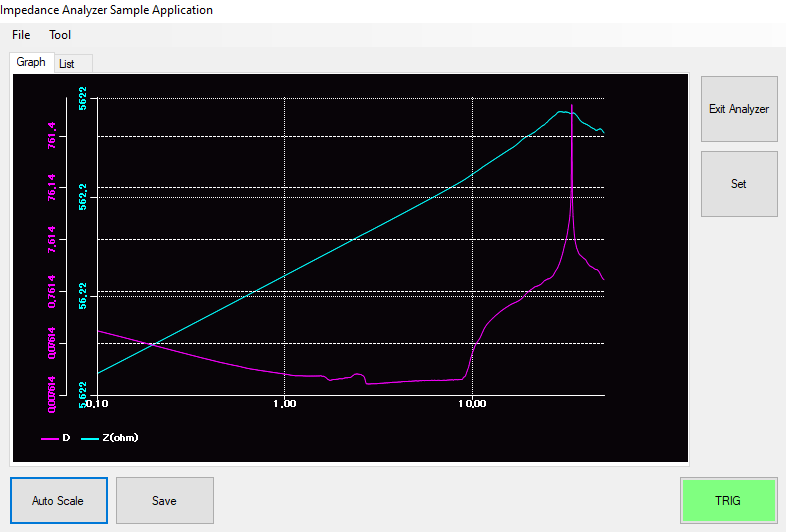 Impedance Analyzer Sample Application
File Tool
Graph List
5622
761.4
Exit Analyzer
76.14
562.2
Set
7.614
0.7614
56.22
0.07614
5.622
0.10 1.00 10.00
D Z(ohm)
Auto Scale Save TRIG